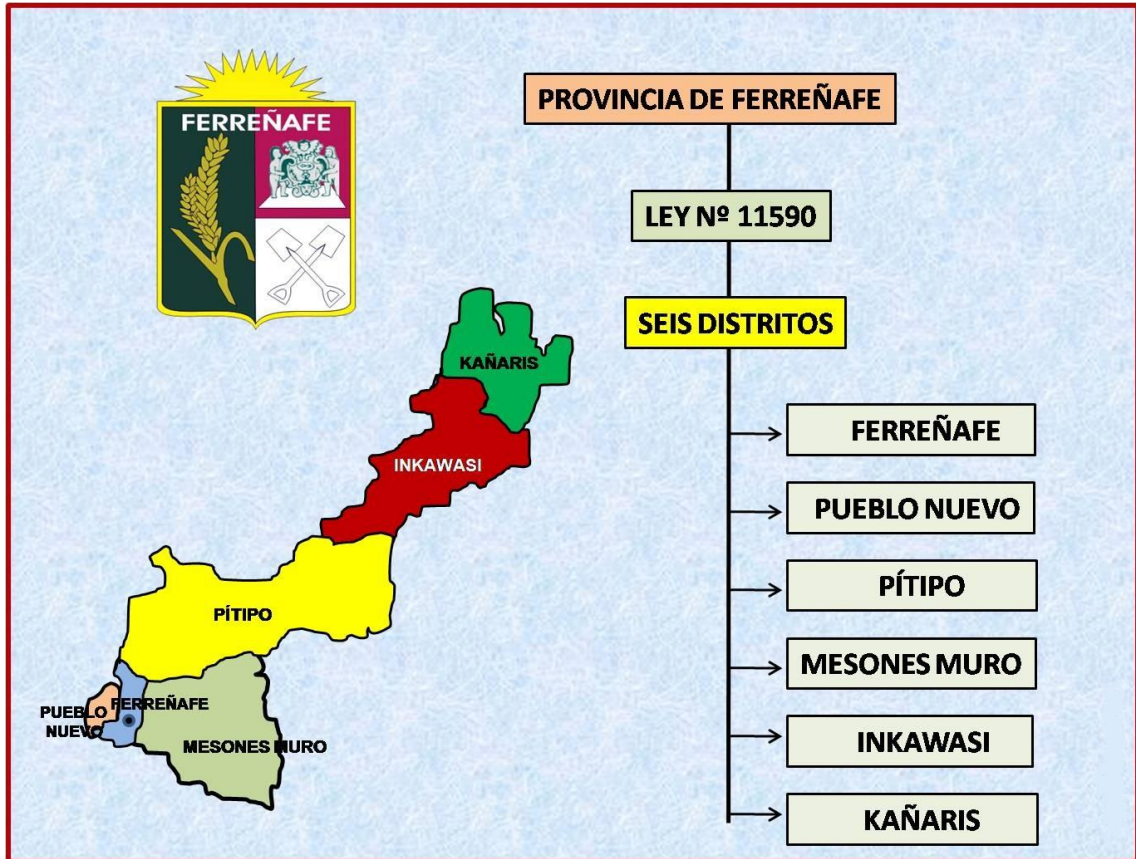 FERREÑAFE
PROVINCIA DE FERREÑAFE
LEY Nº 11590
SEIS DISTRITOS
FERREÑAFE
PUEBLO NUEVO
PÍTIPO
MESONES MURO
INKAWASI
KAÑARIS
KAÑARIS
INKAWASI
PÍTIPO
PUEBLO
NUEVO
FERREÑAFE
MESONES MURO